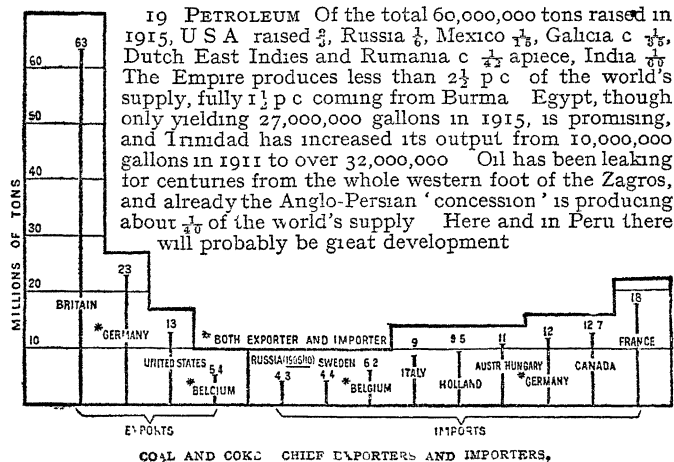 19 PETROLEUM Of the total 60,000,000 tons raised in
1915, U S A raised 2/3, Russia 1/6, Mexico 1/15, Galicia c 1/85,
Dutch East Indies and Rumania c 1/42 apiece, India 1/60
The Empire produces less than 2½ p c of the world's
supply, fully 1½ p c coming from Burma Egypt, though
only yielding 27,000,000 gallons in 1915, is promising,
and Trinidad has increased its output from 10,000,000
gallons in 1911 to over 32,000,000 Oil has been leaking
for centuries from the whole western foot of the Zagros,
and already the Anglo-Persian 'concession' is producing
about 1/40 of the world's supply Here and in Peru there
will probably be great development
MILLIONS OF TONS
60
50
40
30
20
10
63
BRITAIN
23
*GERMANY
13
UNITED STATES
5,4
*BELGIUM
*BOTH EXPORTER AND IMPORTER
RUSSIA (1905/10)
4,3
SWEDEN
4 4
6 2
*BELGIUM
9
ITALY
9 5
HOLLAND
11
AUSTR HUNGARY
12
*GERMANY
12 7
CANADA
18
FRANCE
EXPORTS
IMPORTS
COAL AND COKE CHIEF EXPORTERS AND IMPORTERS.